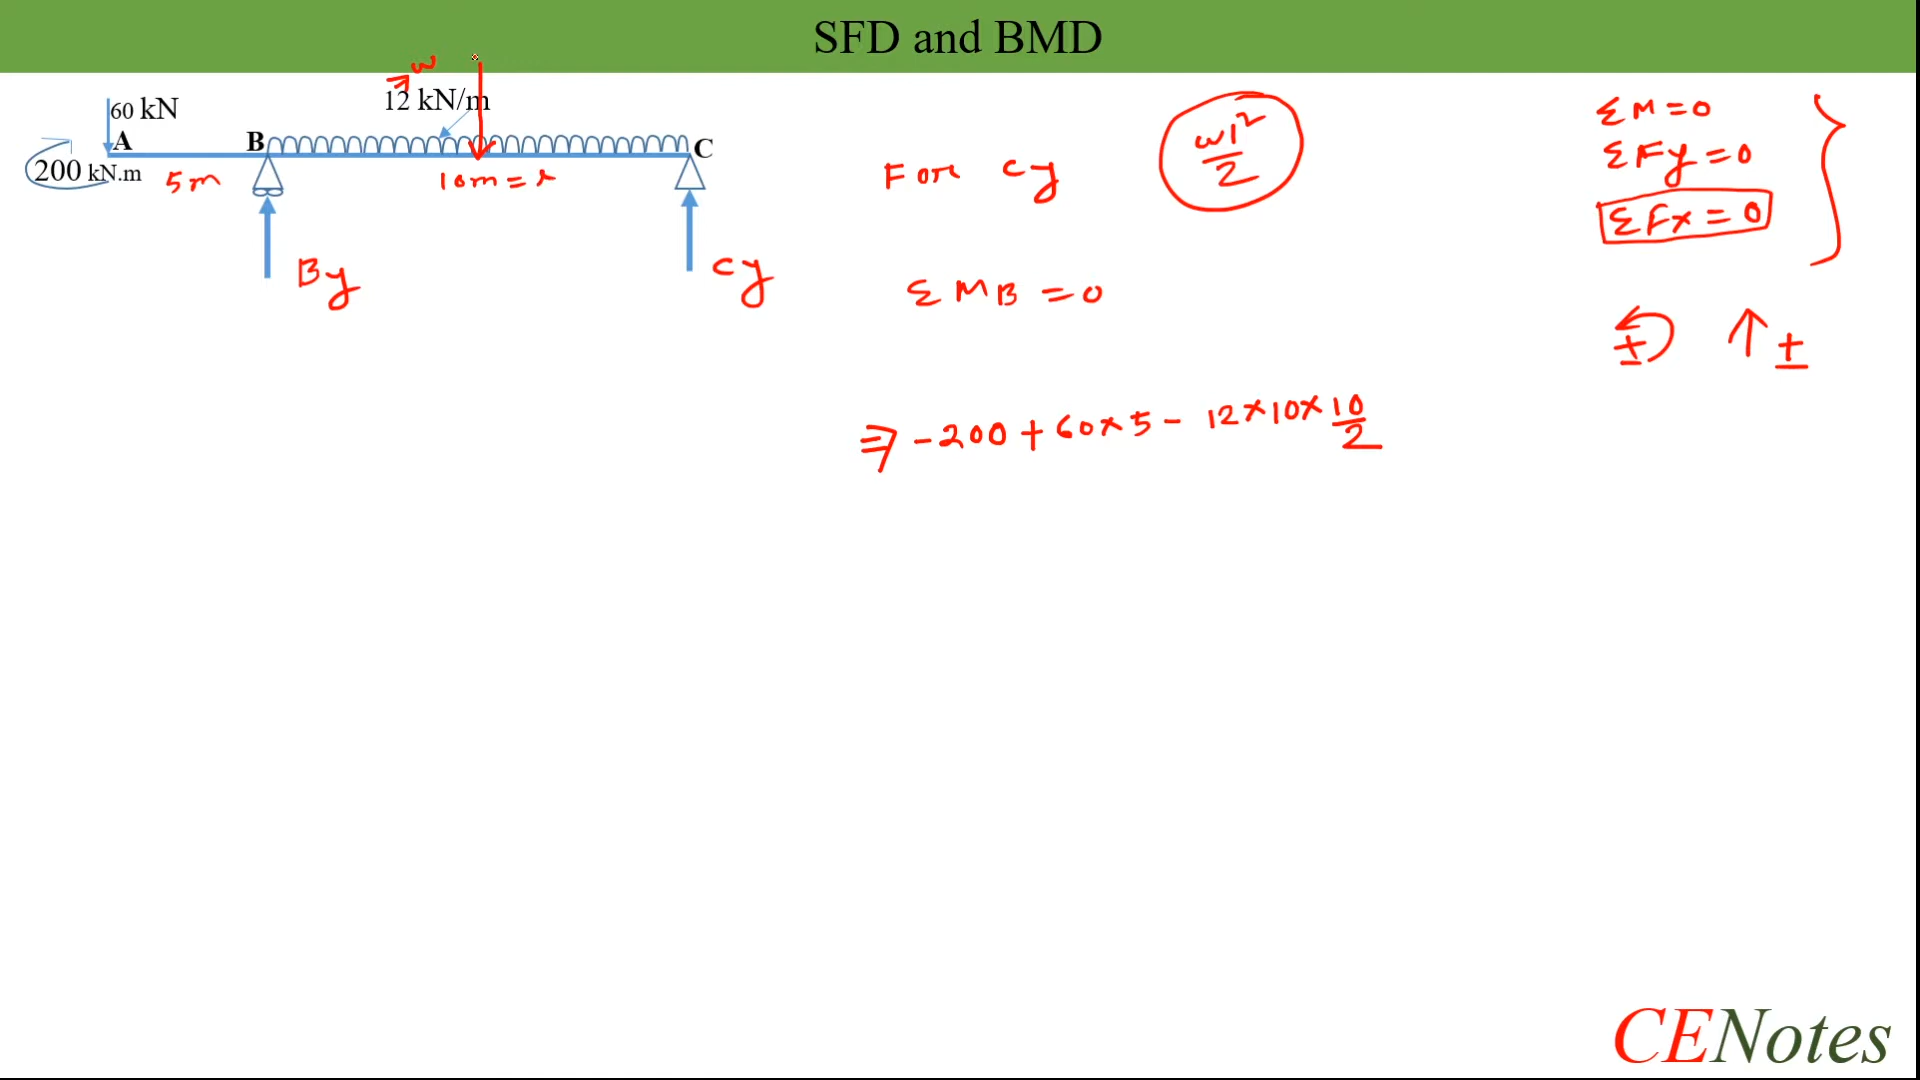 SFD and BMD
w
12 kN/m
60 kN
A
B
C
200 kN.m
5m
10m = l
By
Cy
For Cy
wl²/2
ΣM=0
ΣFy=0
ΣFx=0
ΣMB=0
+
↑ +
⇒ -200 + 60×5 - 12×10×10/2
CENotes